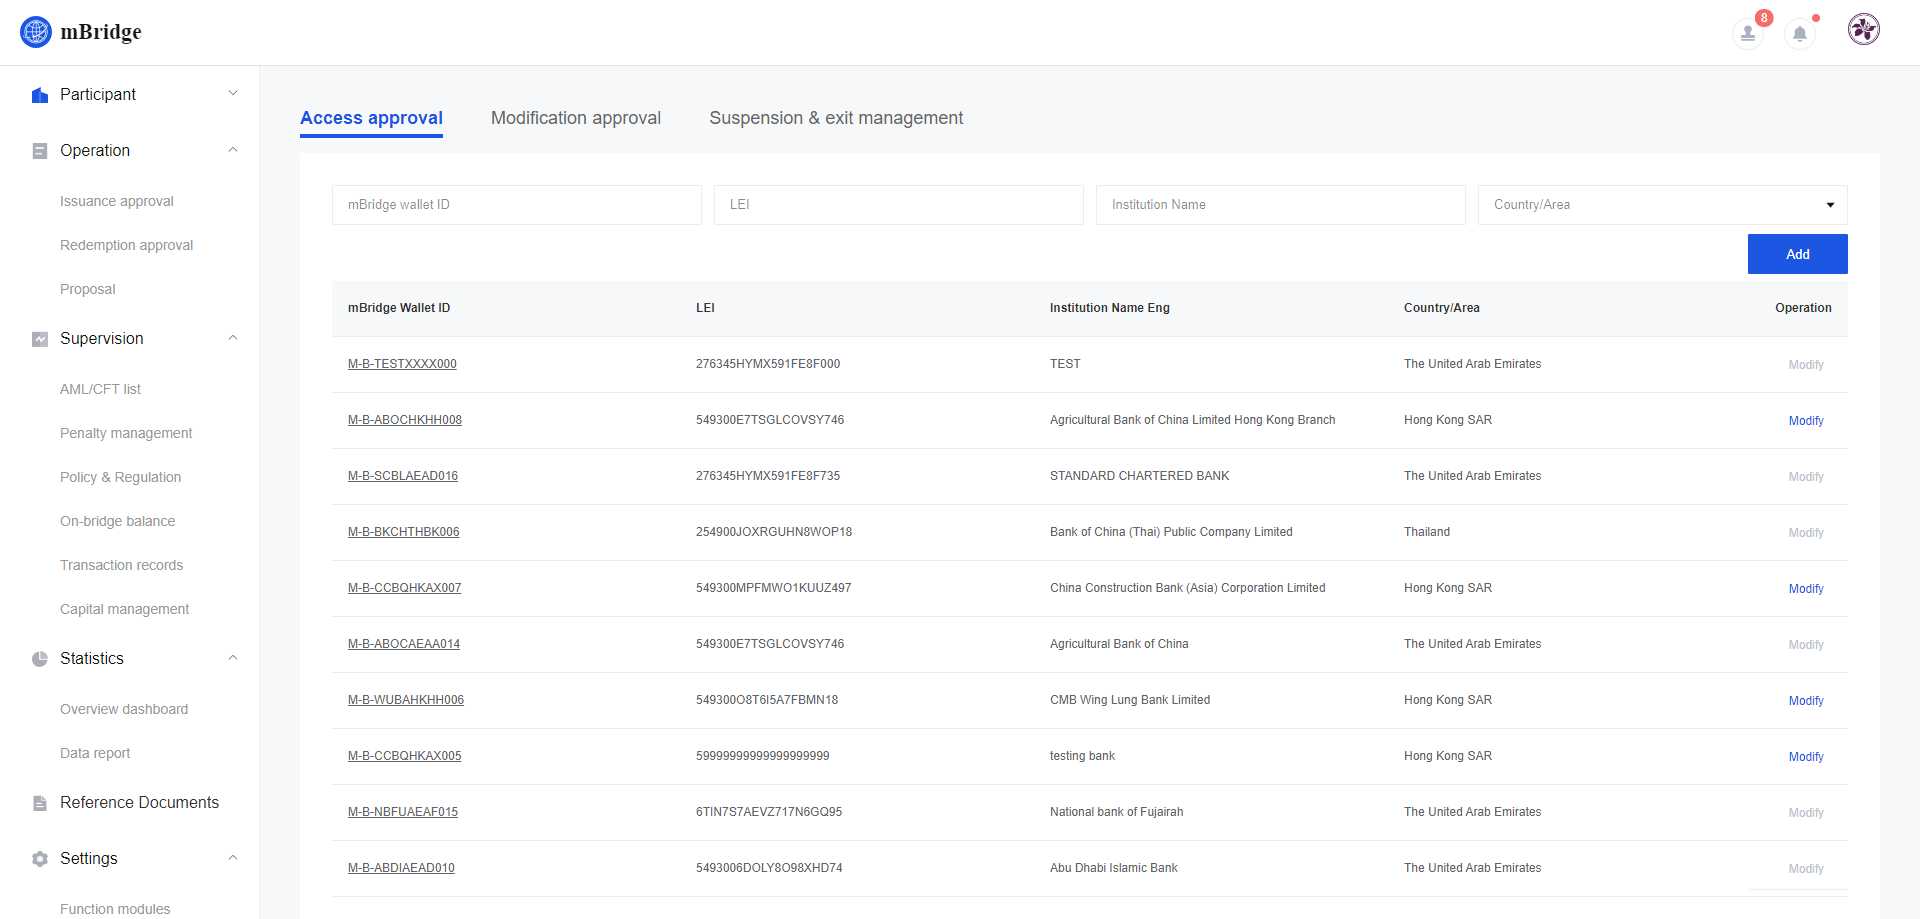 mBridge
8
Participant
Operation
Issuance approval
Redemption approval
Proposal
Supervision
AML/CFT list
Penalty management
Policy & Regulation
On-bridge balance
Transaction records
Capital management
Statistics
Overview dashboard
Data report
Reference Documents
Settings
Function modules
Access approval Modification approval Suspension & exit management
mBridge wallet ID LEI Institution Name Country/Area
Add
mBridge Wallet ID LEI Institution Name Eng Country/Area Operation
M-B-TESTXXXX000 276345HYMX591FE8F000 TEST The United Arab Emirates Modify
M-B-ABOCHKHH008 549300E7TSGLCOVSY746 Agricultural Bank of China Limited Hong Kong Branch Hong Kong SAR Modify
M-B-SCBLAEAD016 276345HYMX591FE8F735 STANDARD CHARTERED BANK The United Arab Emirates Modify
M-B-BKCHTHBK006 254900JOXRGUHN8WOP18 Bank of China (Thai) Public Company Limited Thailand Modify
M-B-CCBQHKAX007 549300MPFMWO1KUUZ497 China Construction Bank (Asia) Corporation Limited Hong Kong SAR Modify
M-B-ABOCAEAA014 549300E7TSGLCOVSY746 Agricultural Bank of China The United Arab Emirates Modify
M-B-WUBAHKHH006 549300O8T6I5A7FBMN18 CMB Wing Lung Bank Limited Hong Kong SAR Modify
M-B-CCBQHKAX005 59999999999999999999 testing bank Hong Kong SAR Modify
M-B-NBFUAEAF015 6TIN7S7AEVZ717N6GQ95 National bank of Fujairah The United Arab Emirates Modify
M-B-ABDIAEAD010 5493006DOLY8O98XHD74 Abu Dhabi Islamic Bank The United Arab Emirates Modify